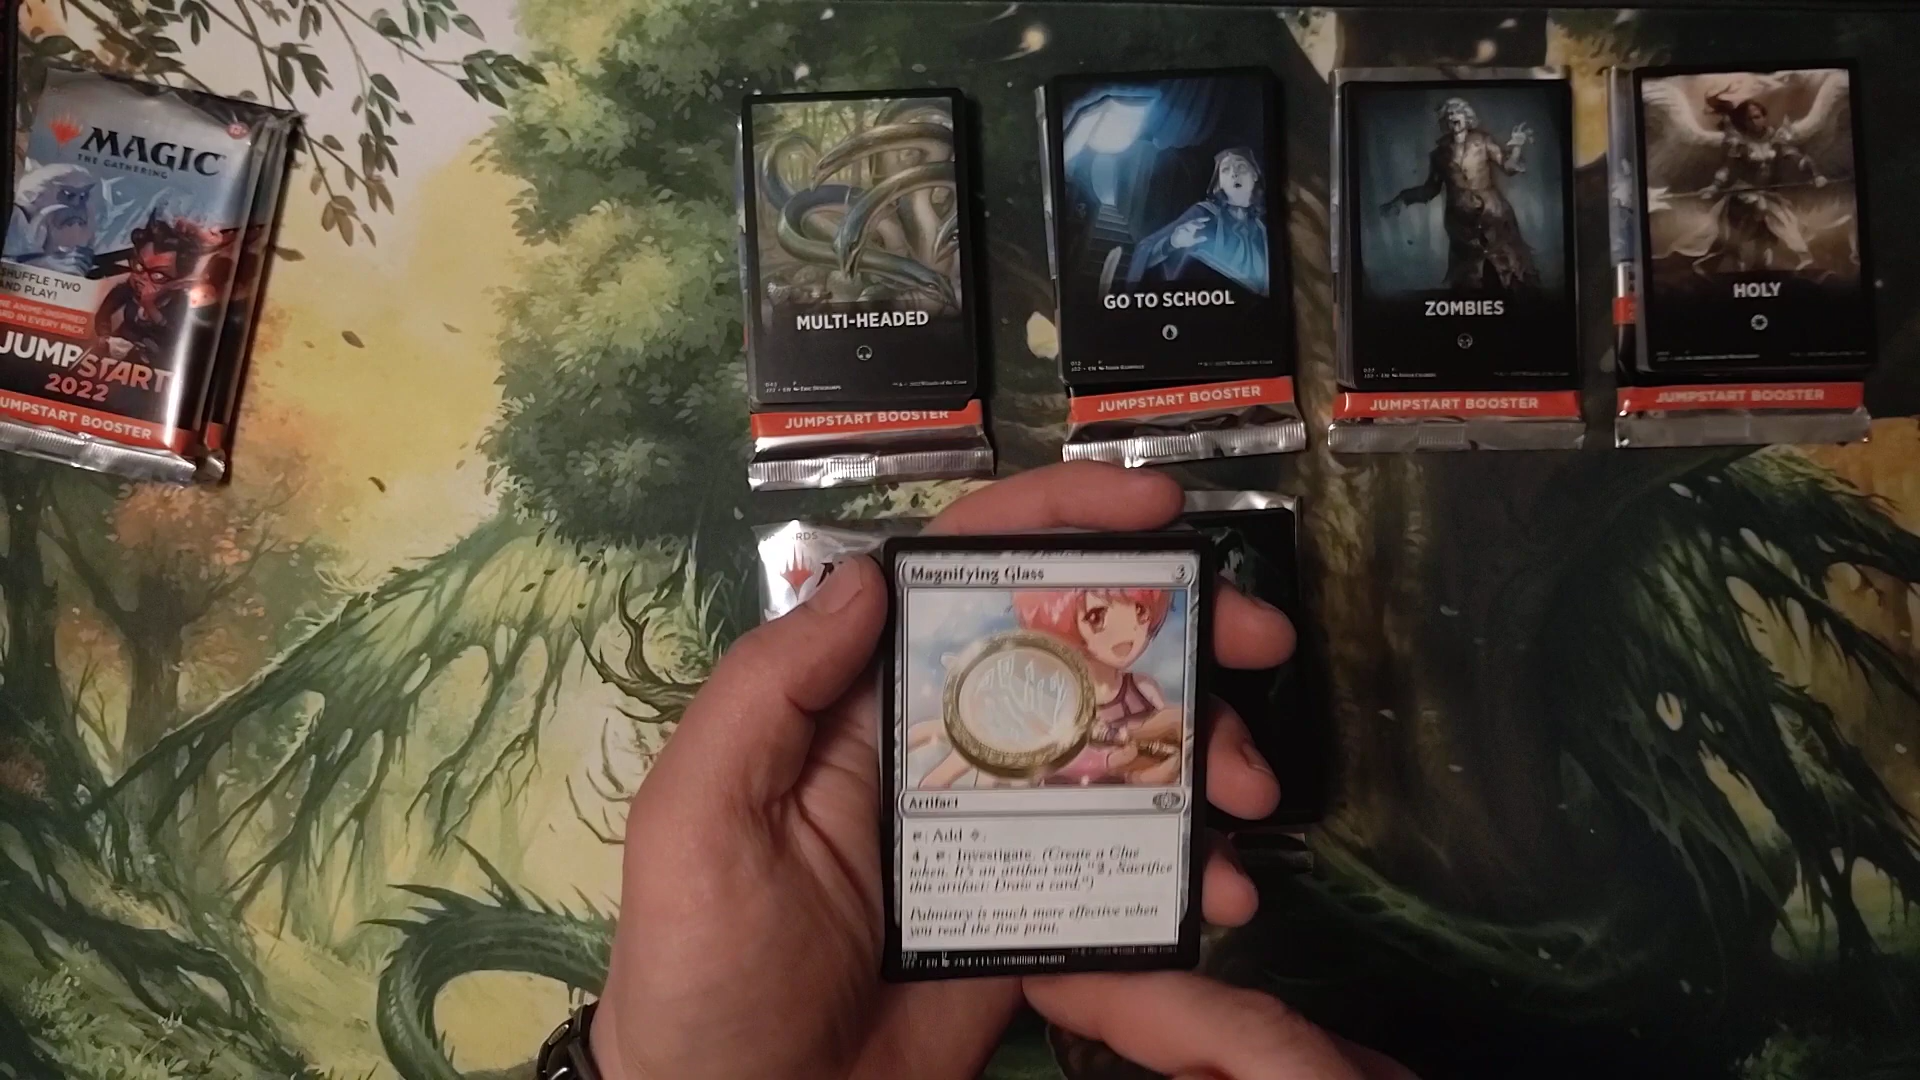 MAGIC
THE GATHERING
SHUFFLE TWO
AND PLAY!
JUMPSTART
2022
JUMPSTART BOOSTER
MULTI-HEADED
JUMPSTART BOOSTER
GO TO SCHOOL
JUMPSTART BOOSTER
ZOMBIES
JUMPSTART BOOSTER
HOLY
JUMPSTART BOOSTER
Magnifying Glass 3
Artifact
: Add
4, : Investigate. (Create a Clue
token. It's an artifact with "2, Sacrifice
this artifact: Draw a card.")
Palmistry is much more effective when
you read the fine print.